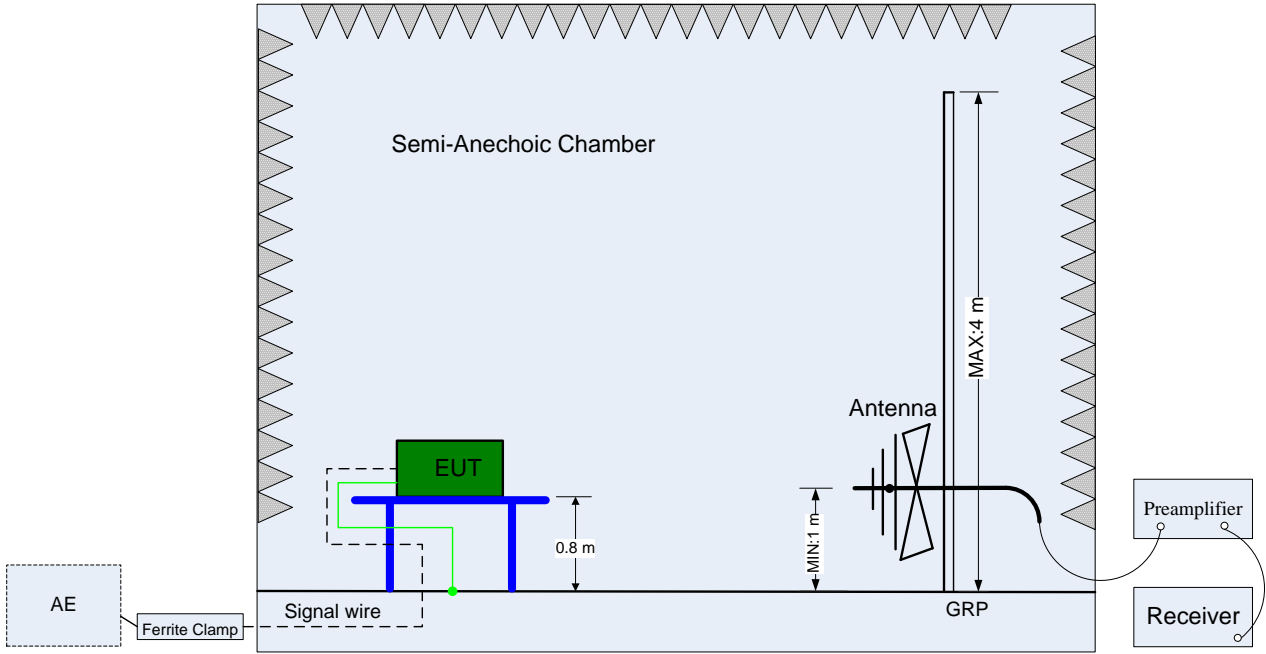 Semi-Anechoic Chamber
MAX:4 m
Antenna
EUT
Preamplifier
MIN:1 m
0.8 m
AE
Signal wire
GRP
Receiver
Ferrite Clamp